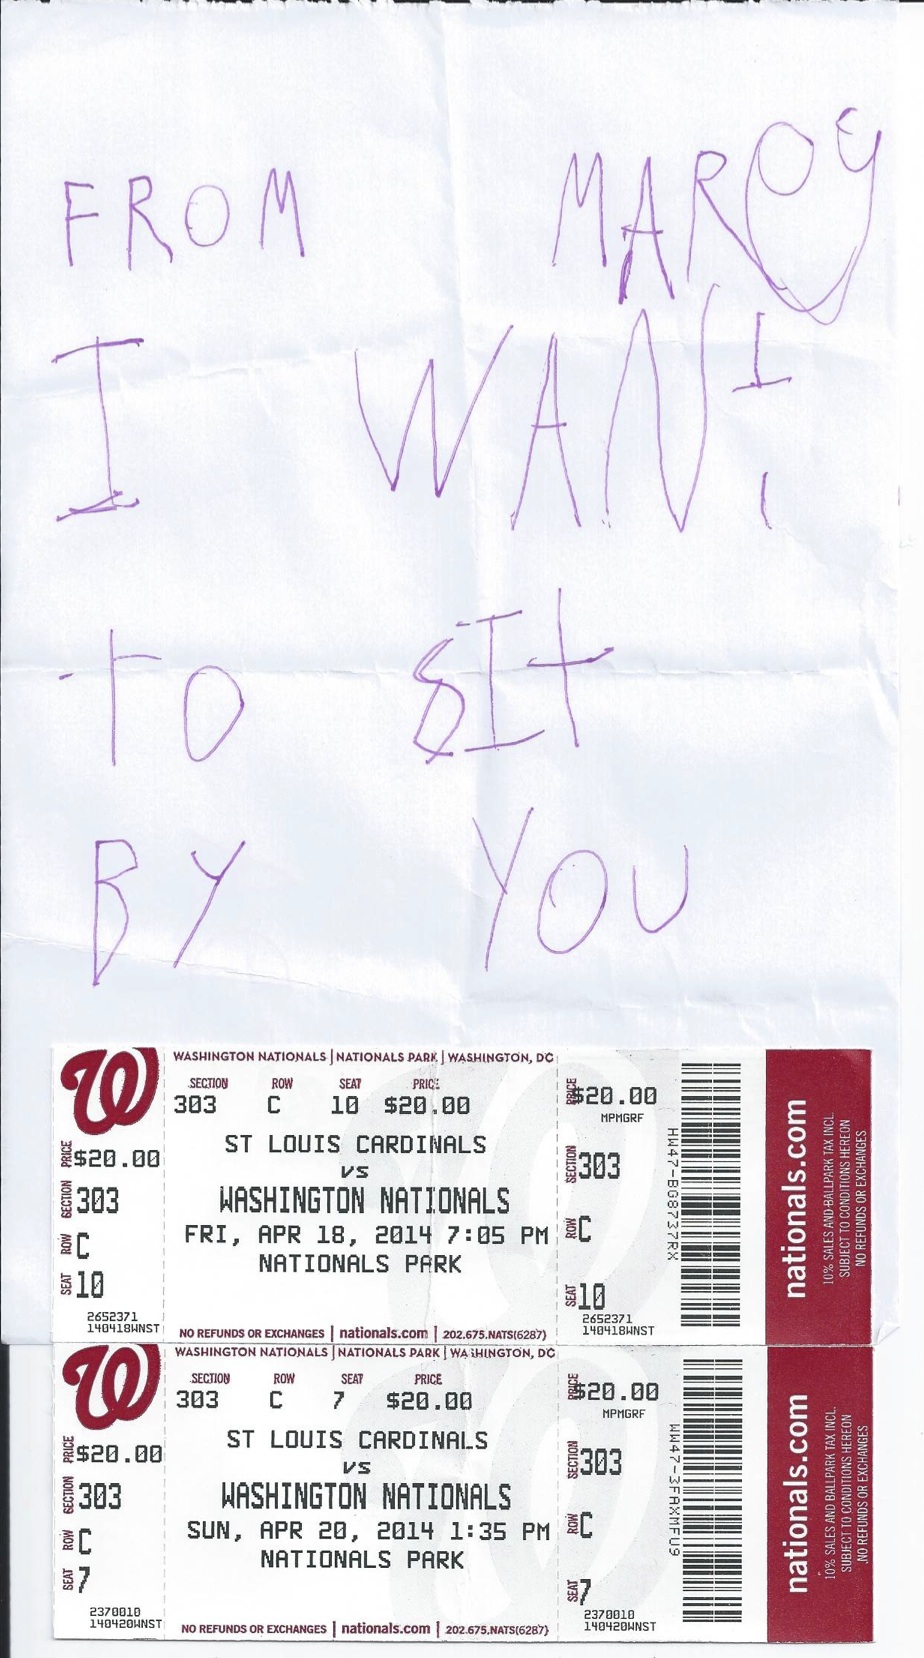 FROM MARCY
I WANT
TO SIT
BY YOU
WASHINGTON NATIONALS | NATIONALS PARK | WASHINGTON, DC
SECTION ROW SEAT PRICE
303 C 10 $20.00
ST LOUIS CARDINALS
VS
WASHINGTON NATIONALS
FRI, APR 18, 2014 7:05 PM
NATIONALS PARK
NO REFUNDS OR EXCHANGES | nationals.com | 202.675.NATS(6287)
PRICE $20.00
SECTION 303
ROW C
SEAT 10
2652371
140418WNST
PRICE $20.00
MPMGRF
SECTION 303
ROW C
SEAT 10
2652371
140418WNST
HW47-BG8737RX
nationals.com
10% SALES AND BALLPARK TAX INCL.
SUBJECT TO CONDITIONS HEREON
NO REFUNDS OR EXCHANGES
WASHINGTON NATIONALS | NATIONALS PARK | WASHINGTON, DC
SECTION ROW SEAT PRICE
303 C 7 $20.00
ST LOUIS CARDINALS
VS
WASHINGTON NATIONALS
SUN, APR 20, 2014 1:35 PM
NATIONALS PARK
NO REFUNDS OR EXCHANGES | nationals.com | 202.675.NATS(6287)
PRICE $20.00
SECTION 303
ROW C
SEAT 7
2370010
140420WNST
PRICE $20.00
MPMGRF
SECTION 303
ROW C
SEAT 7
2370010
140420WNST
WW47-3FAXMFU9
nationals.com
10% SALES AND BALLPARK TAX INCL.
SUBJECT TO CONDITIONS HEREON
NO REFUNDS OR EXCHANGES